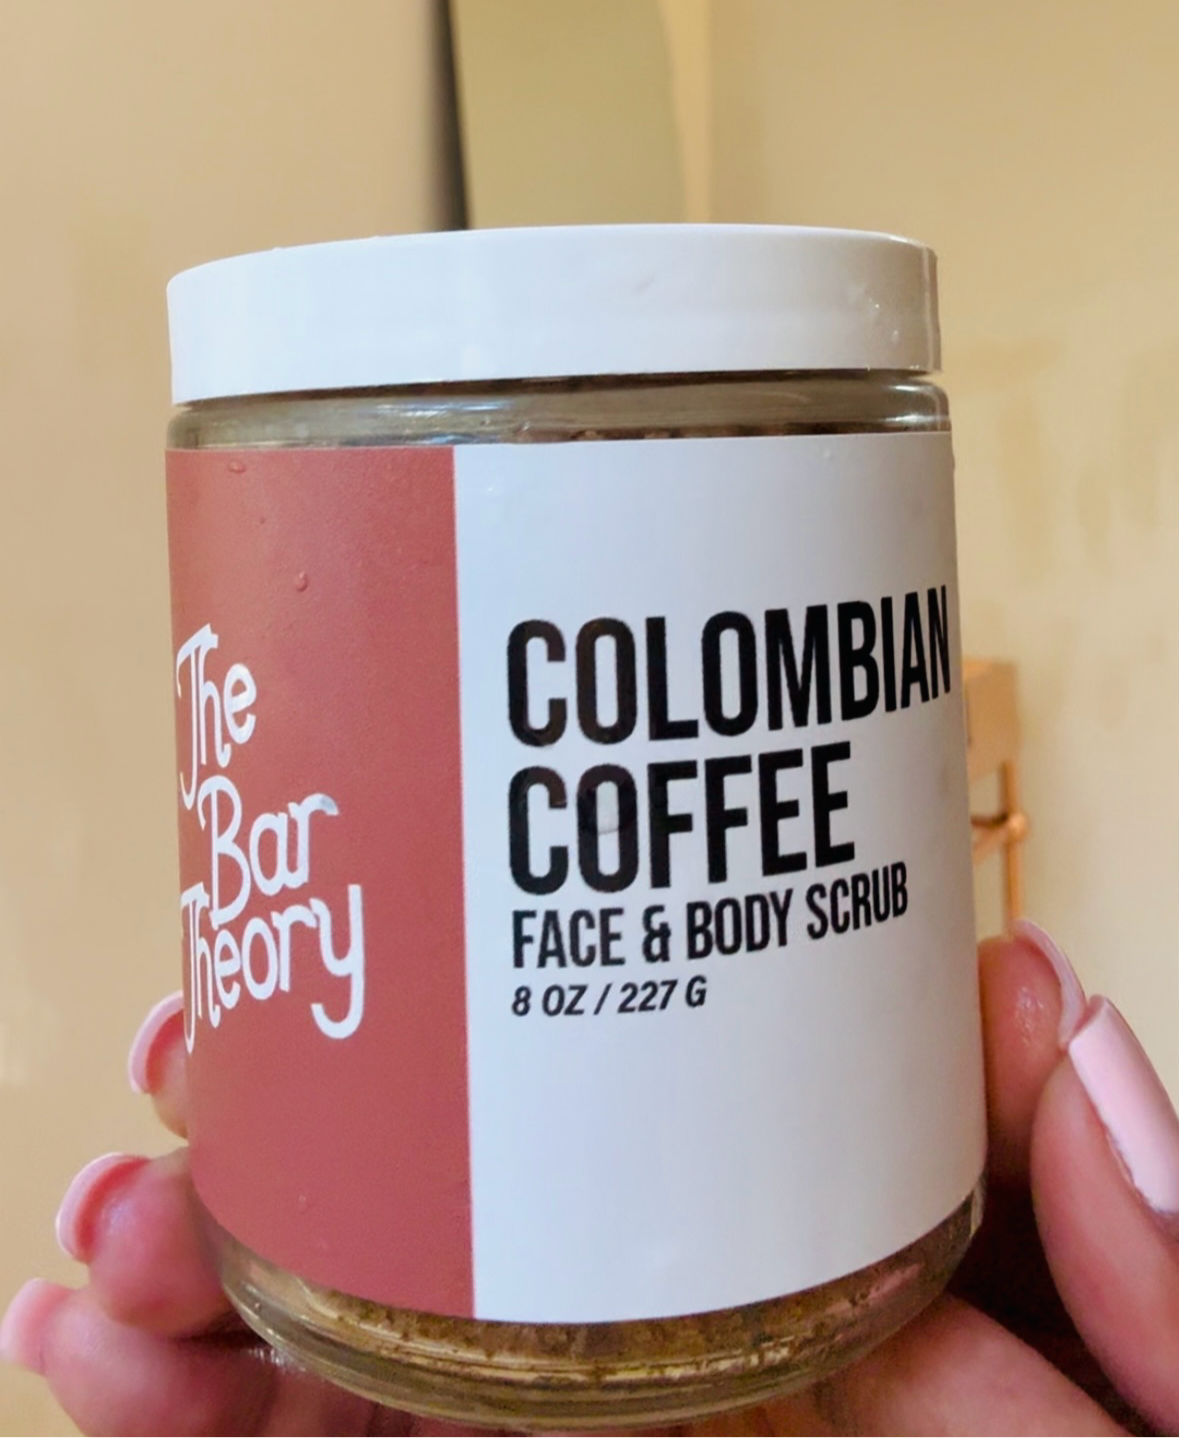 The
Bar
Theory
COLOMBIAN
COFFEE
FACE & BODY SCRUB
8 OZ / 227 G